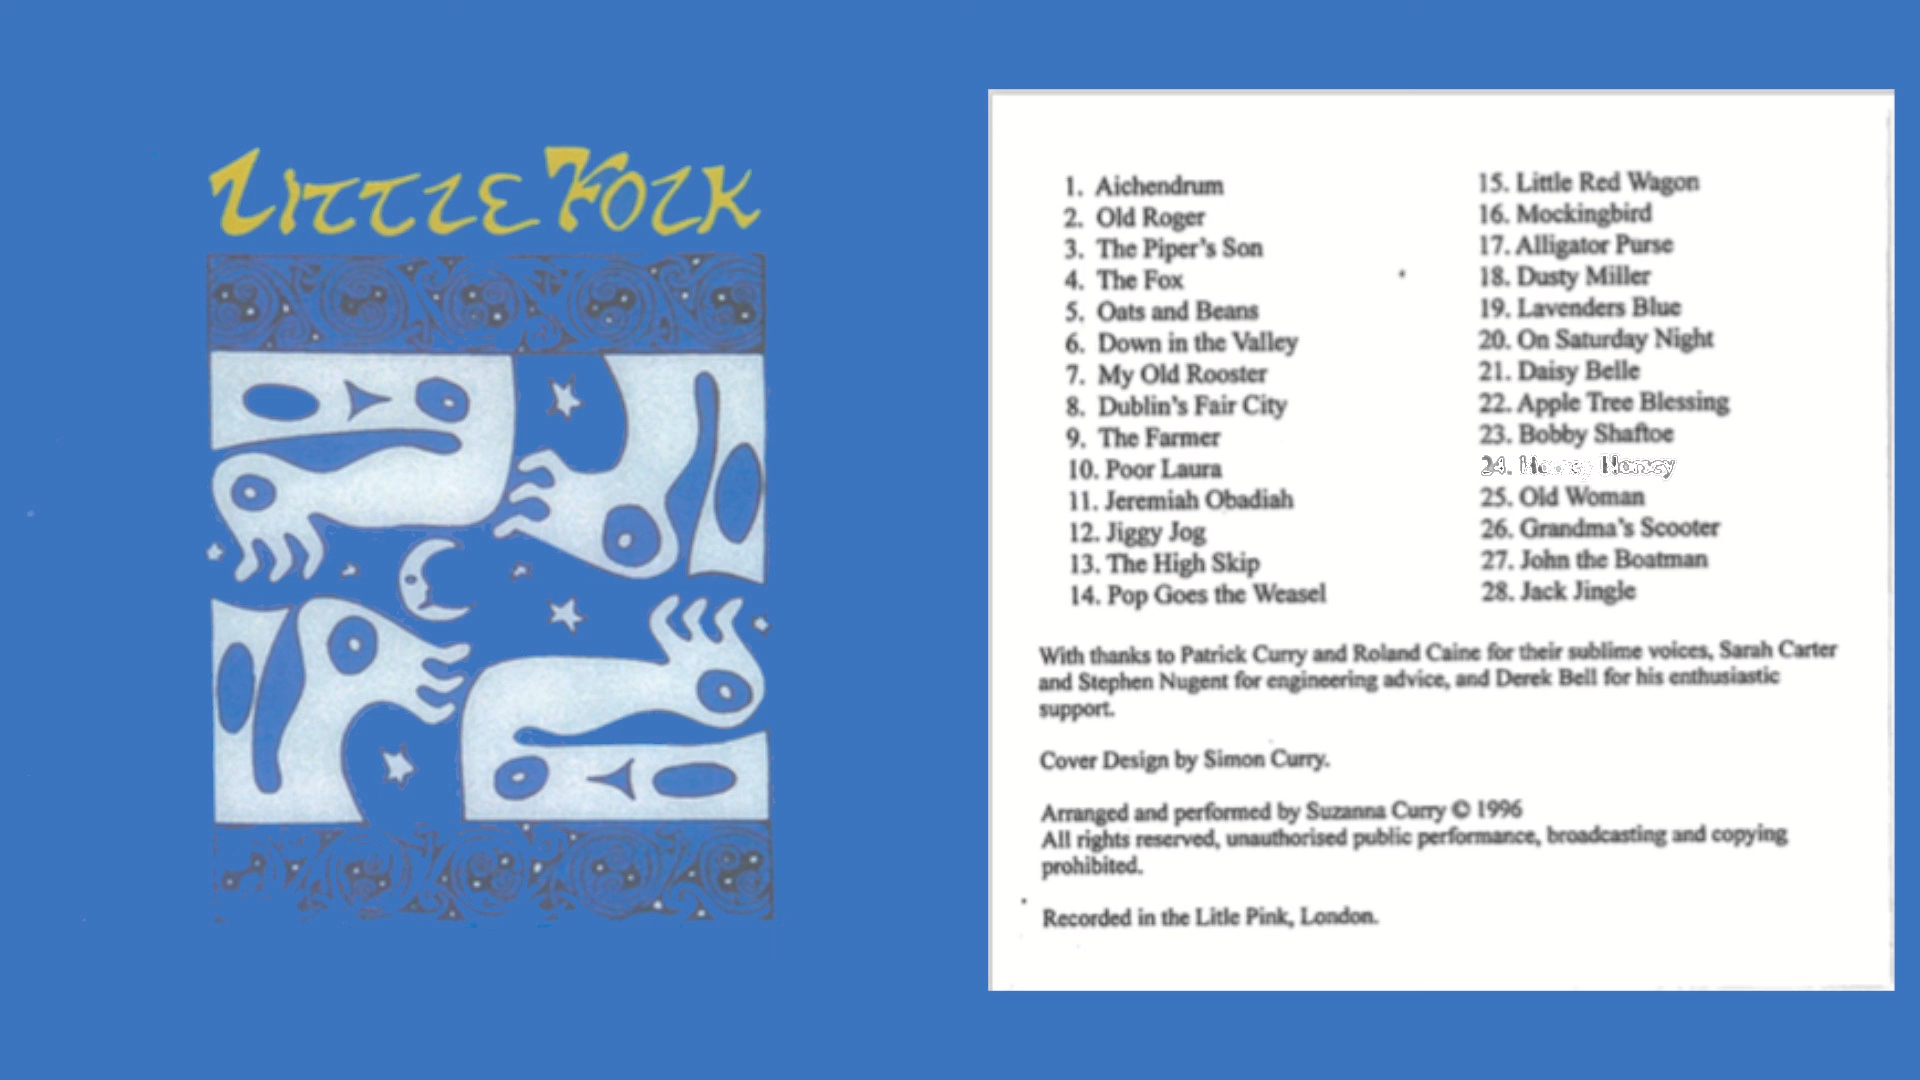 LITTLE FOLK
1. Aichendrum
2. Old Roger
3. The Piper's Son
4. The Fox
5. Oats and Beans
6. Down in the Valley
7. My Old Rooster
8. Dublin's Fair City
9. The Farmer
10. Poor Laura
11. Jeremiah Obadiah
12. Jiggy Jog
13. The High Skip
14. Pop Goes the Weasel
15. Little Red Wagon
16. Mockingbird
17. Alligator Purse
18. Dusty Miller
19. Lavenders Blue
20. On Saturday Night
21. Daisy Belle
22. Apple Tree Blessing
23. Bobby Shaftoe
24.
25. Old Woman
26. Grandma's Scooter
27. John the Boatman
28. Jack Jingle
With thanks to Patrick Curry and Roland Caine for their sublime voices, Sarah Carter
and Stephen Nugent for engineering advice, and Derek Bell for his enthusiastic
support.
Cover Design by Simon Curry.
Arranged and performed by Suzanna Curry © 1996
All rights reserved, unauthorised public performance, broadcasting and copying
prohibited.
Recorded in the Litle Pink, London.